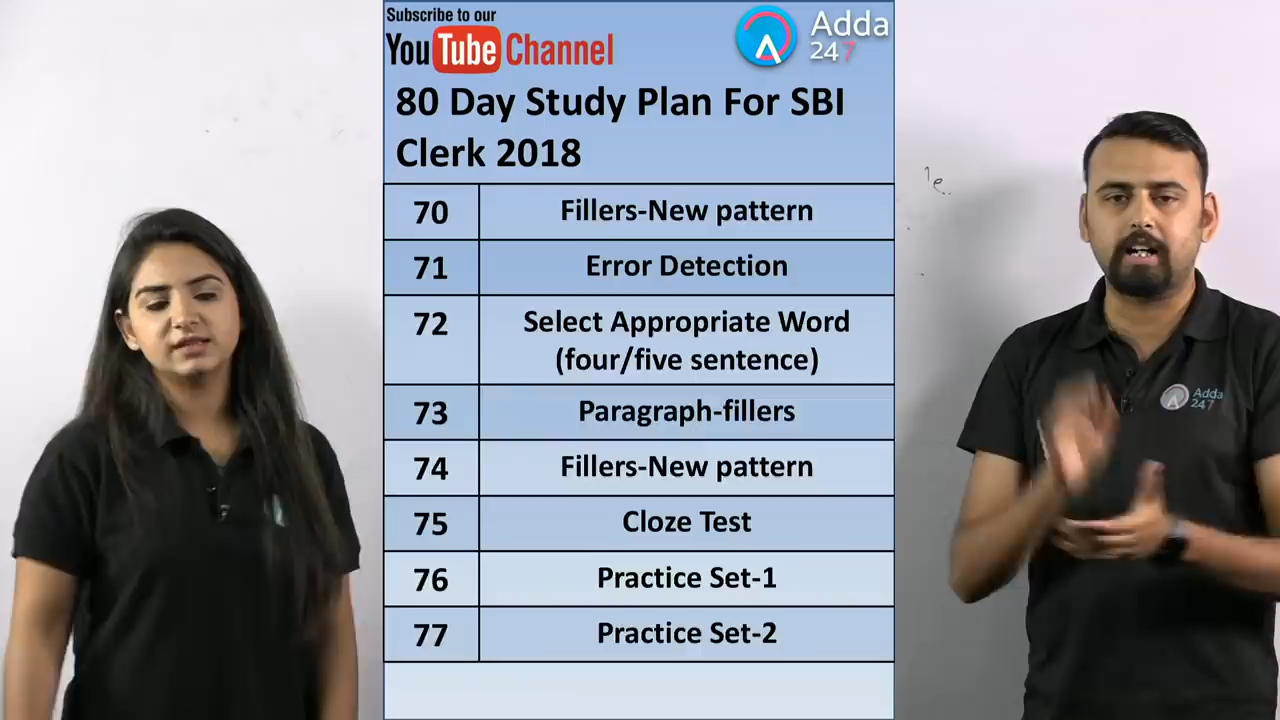 Subscribe to our
YouTube Channel
Adda
247
80 Day Study Plan For SBI
Clerk 2018
70 Fillers-New pattern
71 Error Detection
72 Select Appropriate Word
(four/five sentence)
73 Paragraph-fillers
74 Fillers-New pattern
75 Cloze Test
76 Practice Set-1
77 Practice Set-2
Adda
247